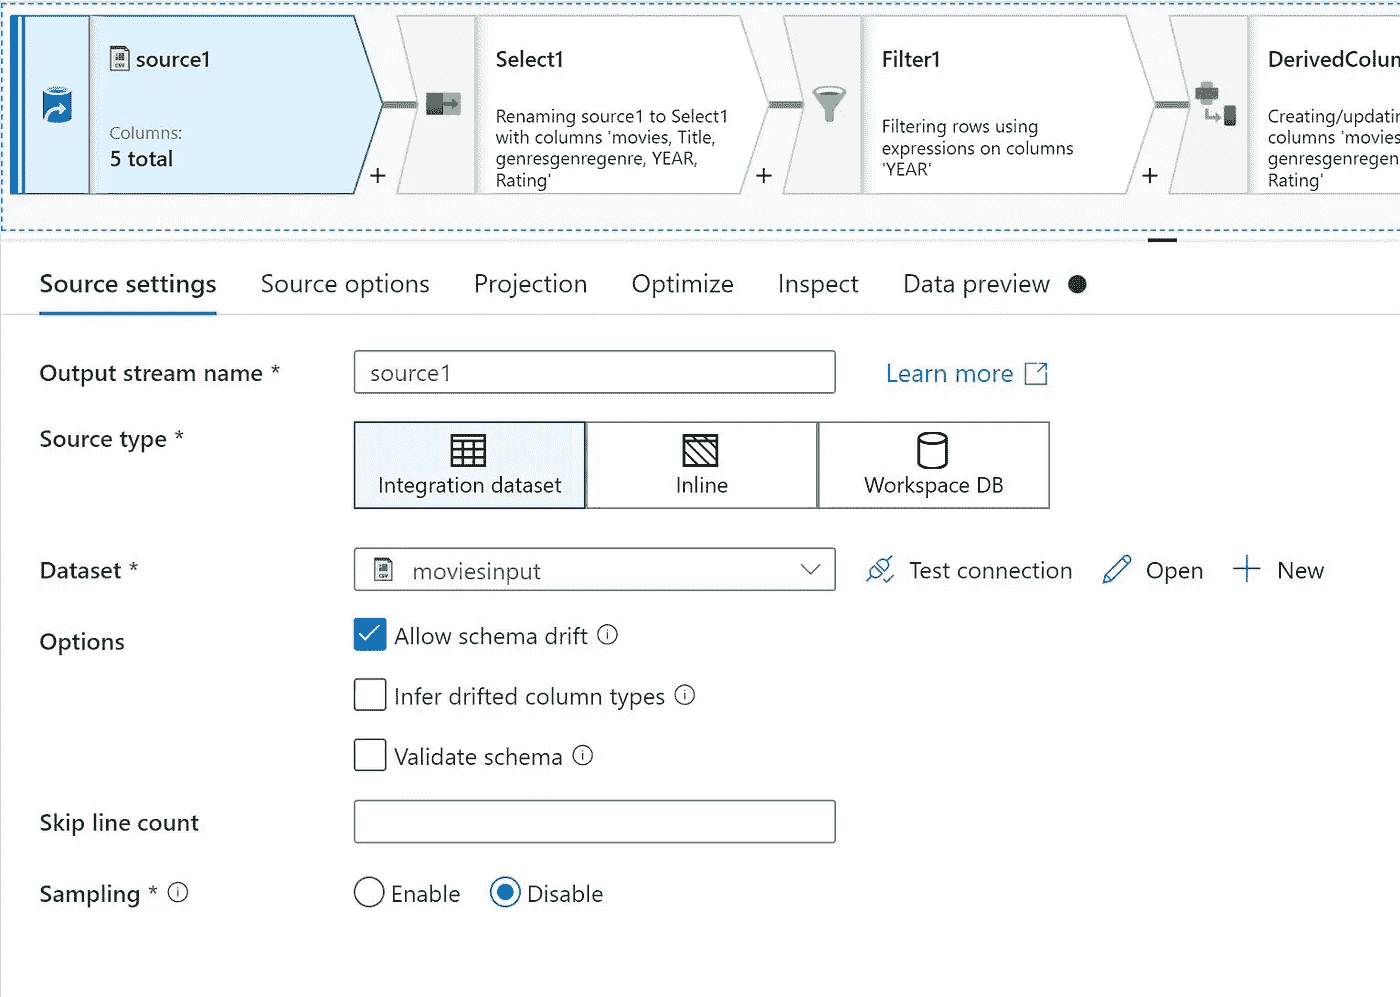 source1
Columns:
5 total
Select1
Renaming source1 to Select1
with columns 'movies, Title,
genresgenregenre, YEAR,
Rating'
Filter1
Filtering rows using
expressions on columns
'YEAR'
DerivedColum
Creating/updatin
columns 'movies
genresgenregen
Rating'
Source settings
Source options
Projection
Optimize
Inspect
Data preview
Output stream name *
source1
Learn more
Source type *
Integration dataset
Inline
Workspace DB
Dataset *
moviesinput
Test connection
Open
New
Options
Allow schema drift
Infer drifted column types
Validate schema
Skip line count
Sampling *
Enable
Disable